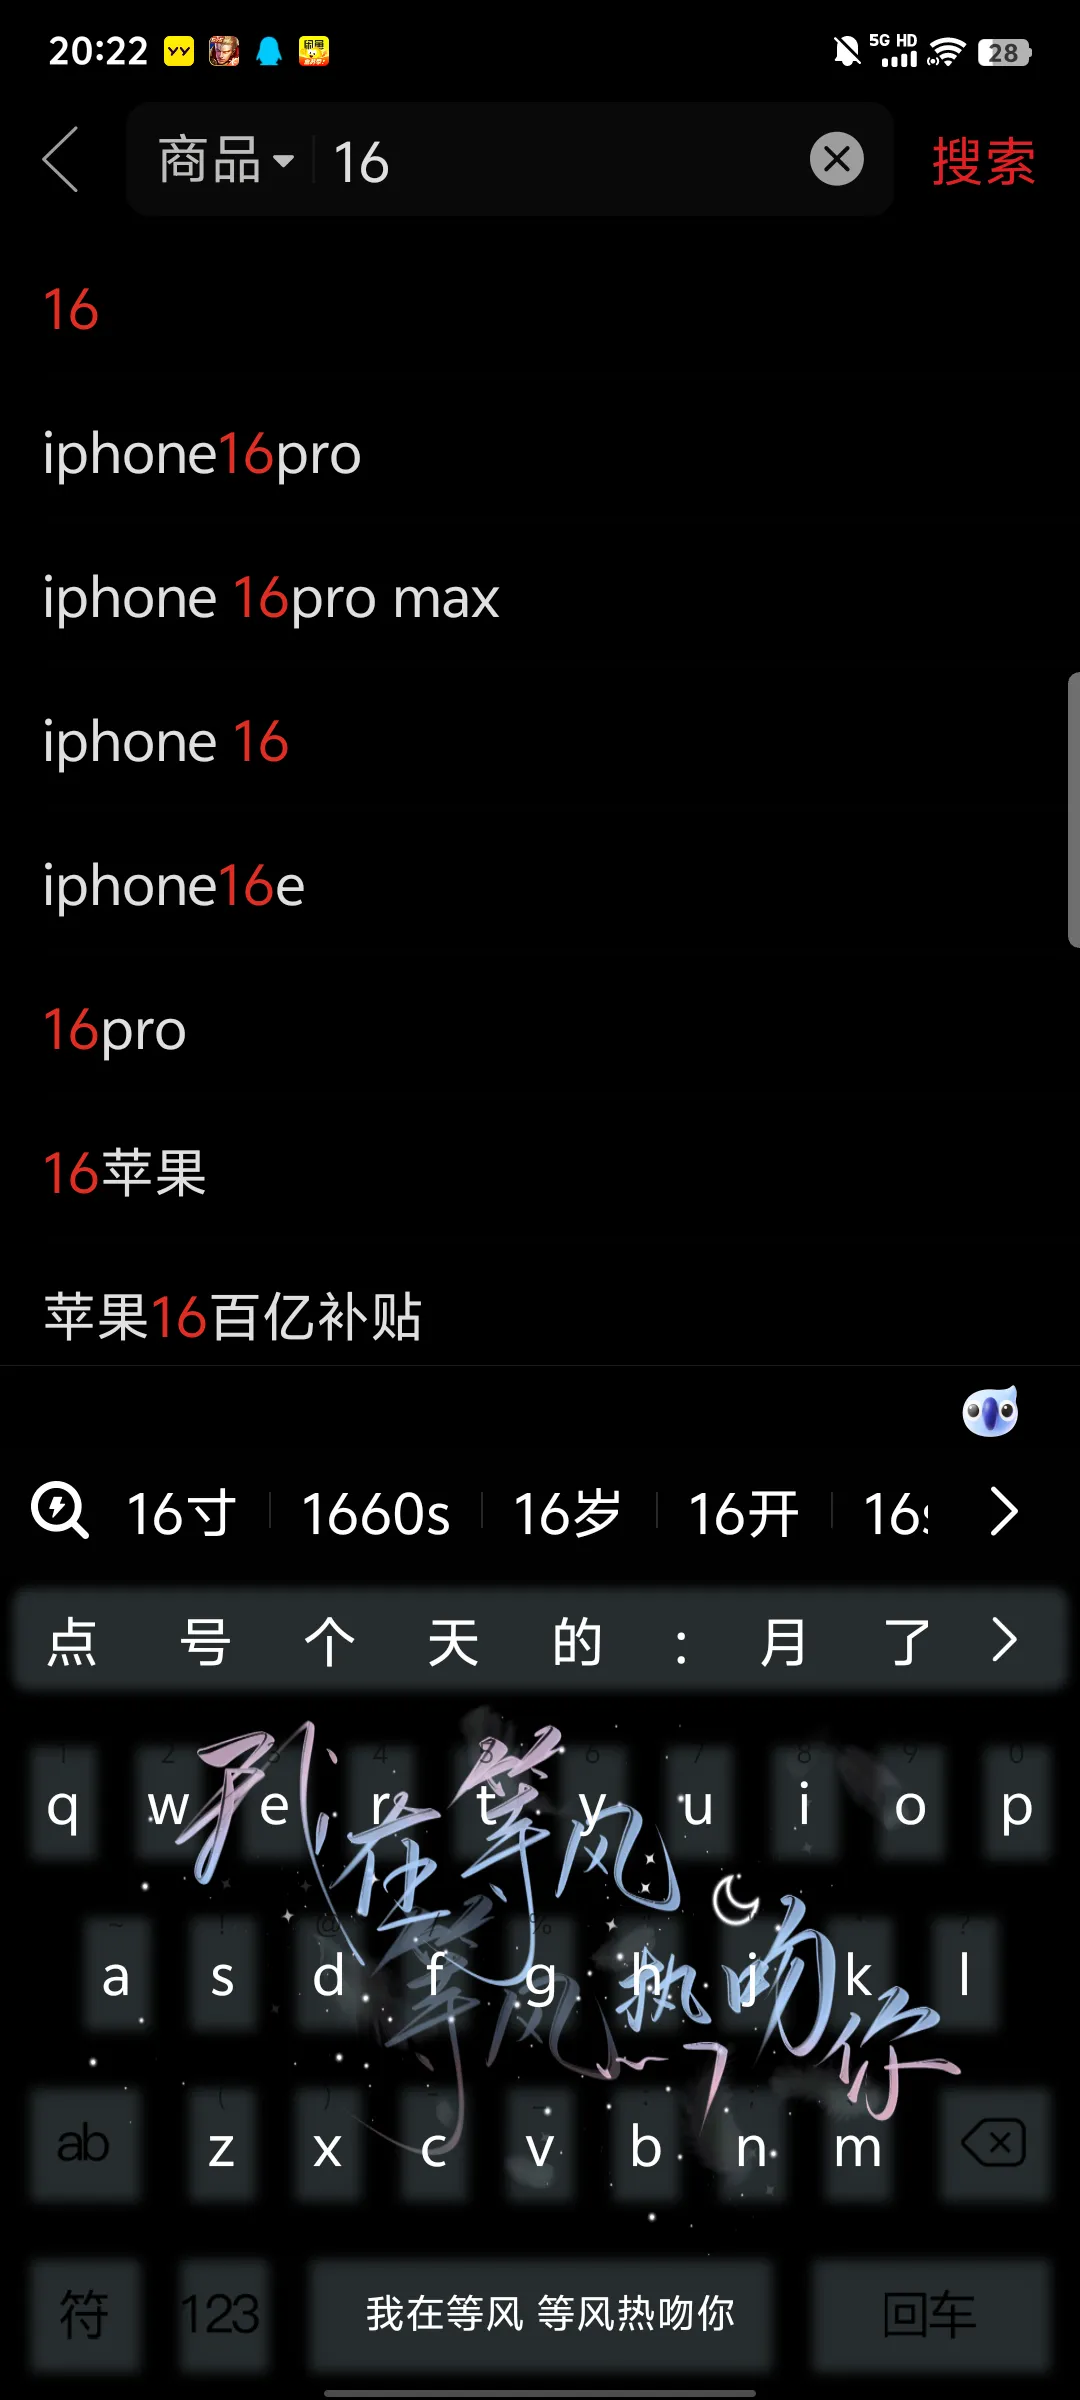 20:22 5G HD 28
商品 16 搜索
16
iphone16pro
iphone 16pro max
iphone 16
iphone16e
16pro
16苹果
苹果16百亿补贴
16寸 1660s 16岁 16开
点 号 个 天 的 : 月 了
1 2 3 4 5 6 7 8 9 0
q w e r t y u i o p
我在等风
a s d f g h j k l
等风热吻你
ab z x c v b n m
符 123 我在等风 等风热吻你 回车